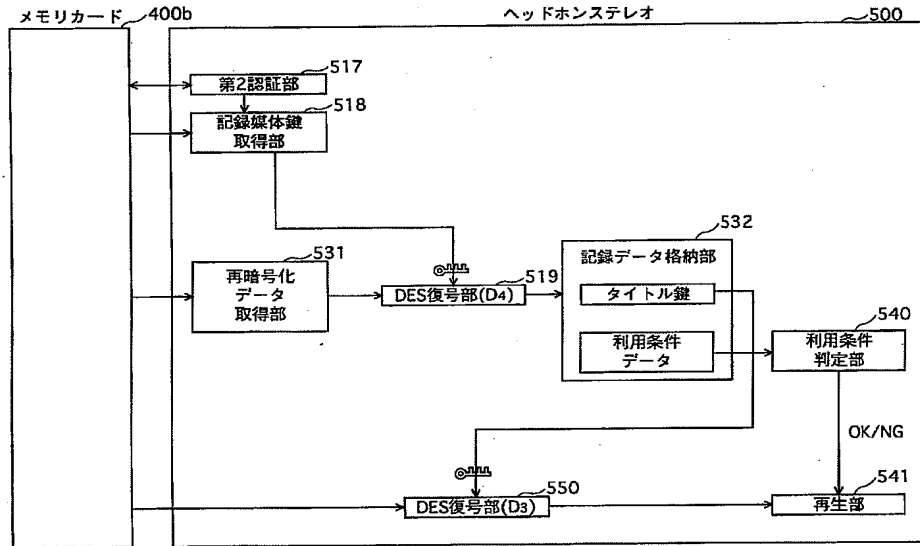 メモリカード
400b
ヘッドホンステレオ
500
517
第2認証部
518
記録媒体鍵
取得部
532
531
記録データ格納部
再暗号化
データ
取得部
519
DES復号部(D4)
タイトル鍵
540
利用条件
データ
利用条件
判定部
OK/NG
550
541
DES復号部(D3)
再生部